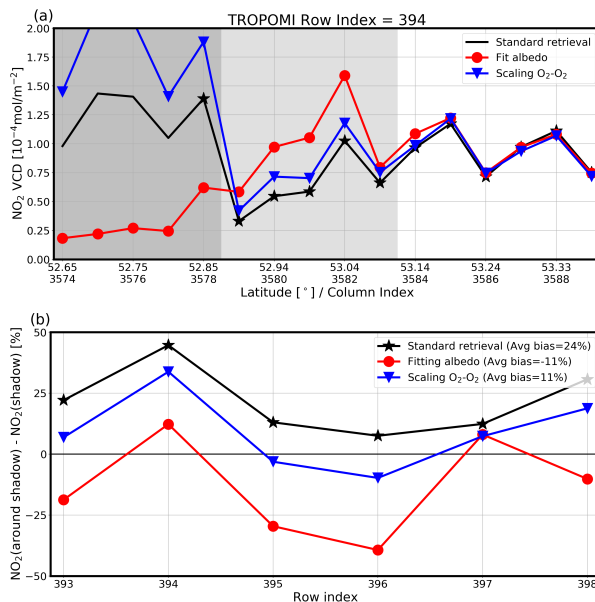 (a)
TROPOMI Row Index = 394
NO₂ VCD [10⁻⁴mol/m⁻²]
2.00
1.75
1.50
1.25
1.00
0.75
0.50
0.25
0.00
Standard retrieval
Fit albedo
Scaling O₂-O₂
52.65 52.75 52.85 52.94 53.04 53.14 53.24 53.33
3574 3576 3578 3580 3582 3584 3586 3588
Latitude [°] / Column Index
(b)
NO₂(around shadow) - NO₂(shadow) [%]
50
25
0
−25
−50
Standard retrieval (Avg bias=24%)
Fitting albedo (Avg bias=-11%)
Scaling O₂-O₂ (Avg bias=11%)
393 394 395 396 397 398
Row index